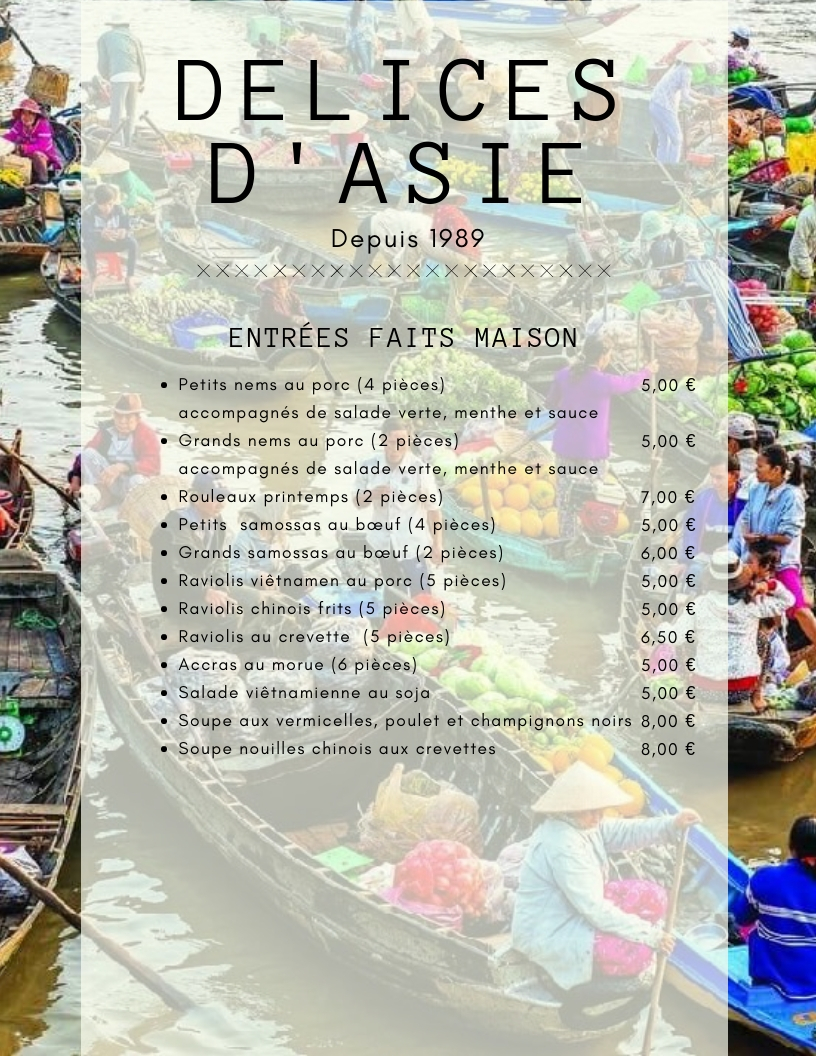 DELICES
D'ASIE
Depuis 1989
ENTRÉES FAITS MAISON
Petits nems au porc (4 pièces) 5,00 €
accompagnés de salade verte, menthe et sauce
Grands nems au porc (2 pièces) 5,00 €
accompagnés de salade verte, menthe et sauce
Rouleaux printemps (2 pièces) 7,00 €
Petits samossas au bœuf (4 pièces) 5,00 €
Grands samossas au bœuf (2 pièces) 6,00 €
Raviolis viêtnamen au porc (5 pièces) 5,00 €
Raviolis chinois frits (5 pièces) 5,00 €
Raviolis au crevette (5 pièces) 6,50 €
Accras au morue (6 pièces) 5,00 €
Salade viêtnamienne au soja 5,00 €
Soupe aux vermicelles, poulet et champignons noirs 8,00 €
Soupe nouilles chinois aux crevettes 8,00 €